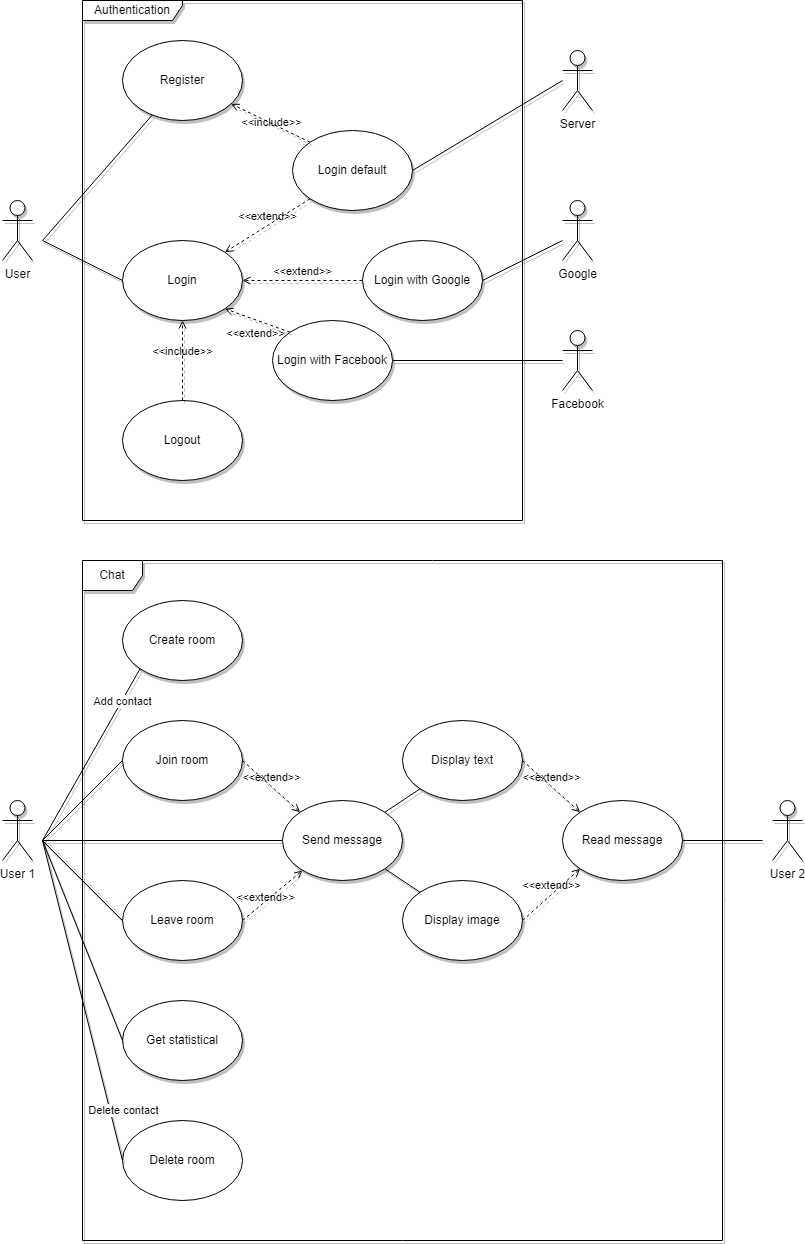 Authentication
Register
<<include>>
Server
Login default
<<extend>>
User
Login
<<extend>>
Login with Google
Google
<<extend>>
<<include>>
Login with Facebook
Facebook
Logout
Chat
Create room
Add contact
Join room
<<extend>>
Display text
<<extend>>
User 1
Send message
Read message
User 2
<<extend>>
<<extend>>
Leave room
Display image
Get statistical
Delete contact
Delete room